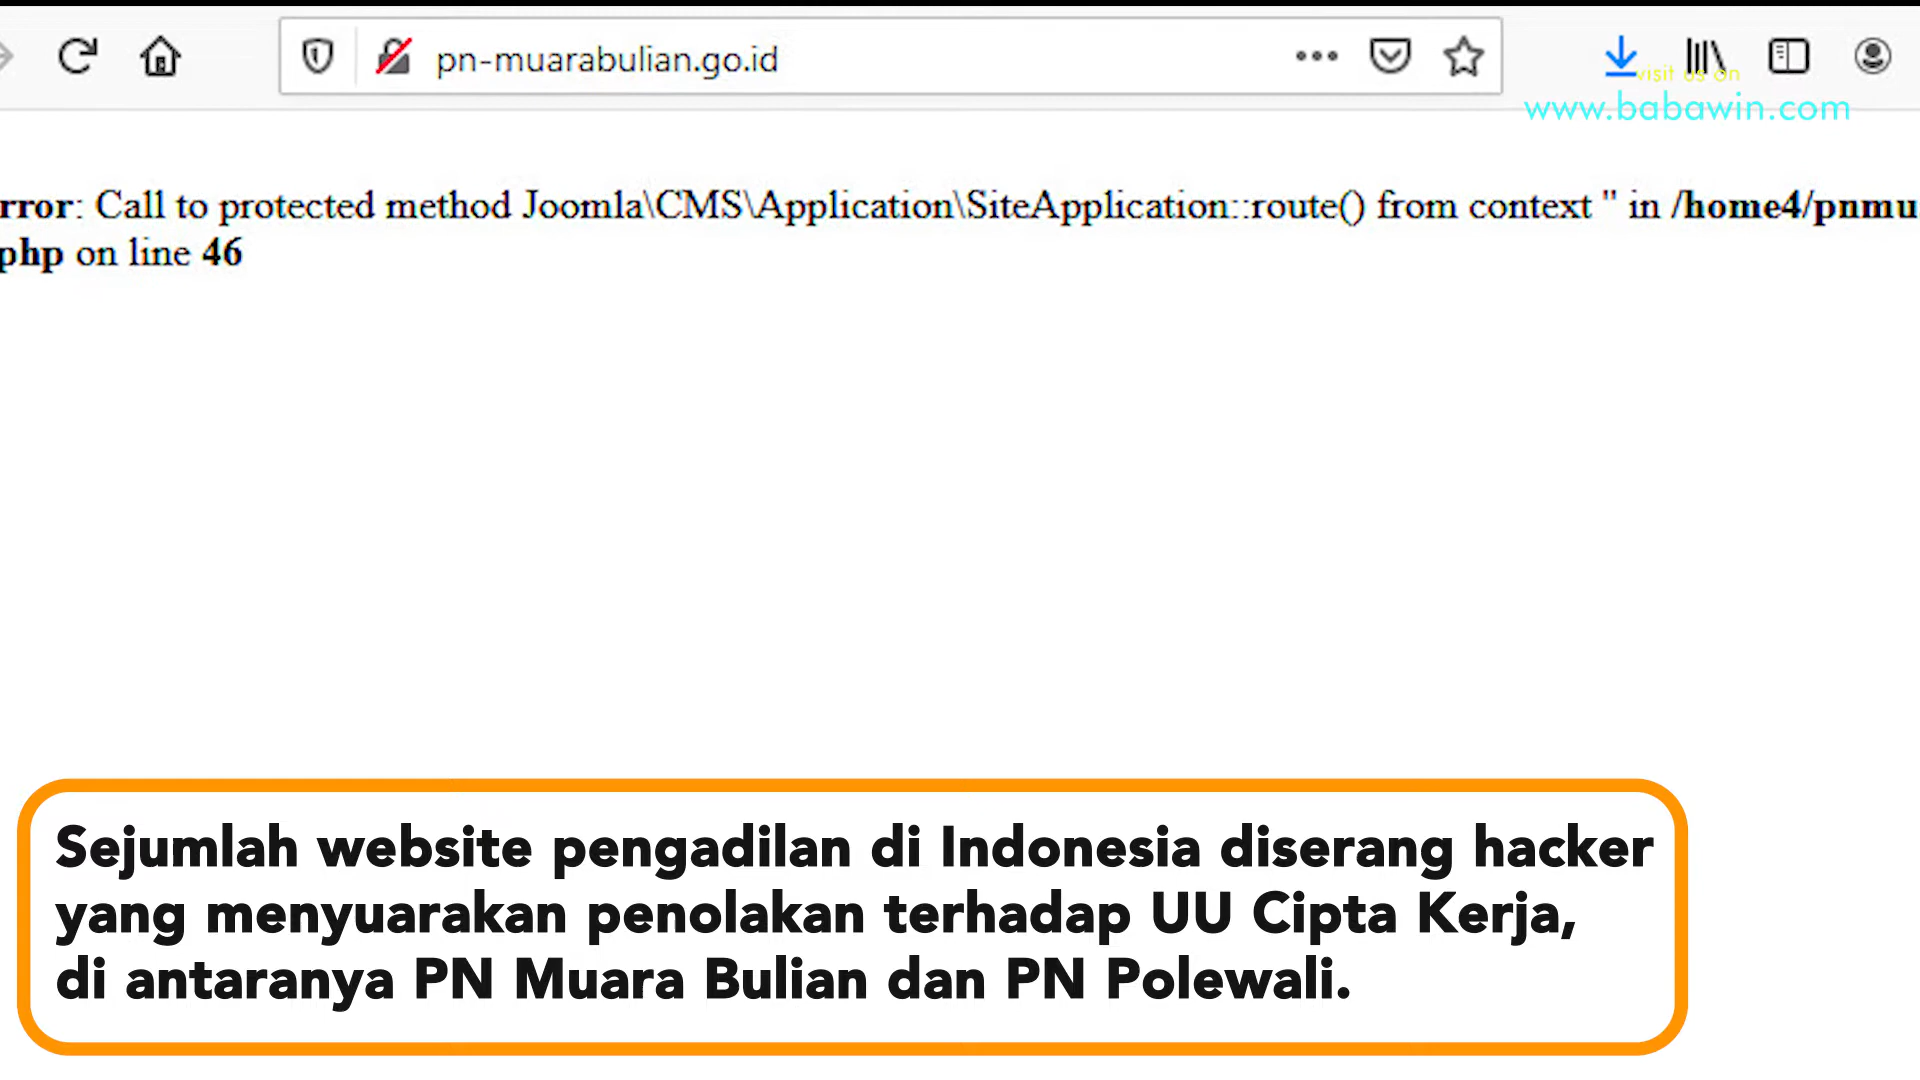 pn-muarabulian.go.id
visit us on
www.babawin.com
rror: Call to protected method Joomla\CMS\Application\SiteApplication::route() from context '' in /home4/pnmu
php on line 46
Sejumlah website pengadilan di Indonesia diserang hacker
yang menyuarakan penolakan terhadap UU Cipta Kerja,
di antaranya PN Muara Bulian dan PN Polewali.